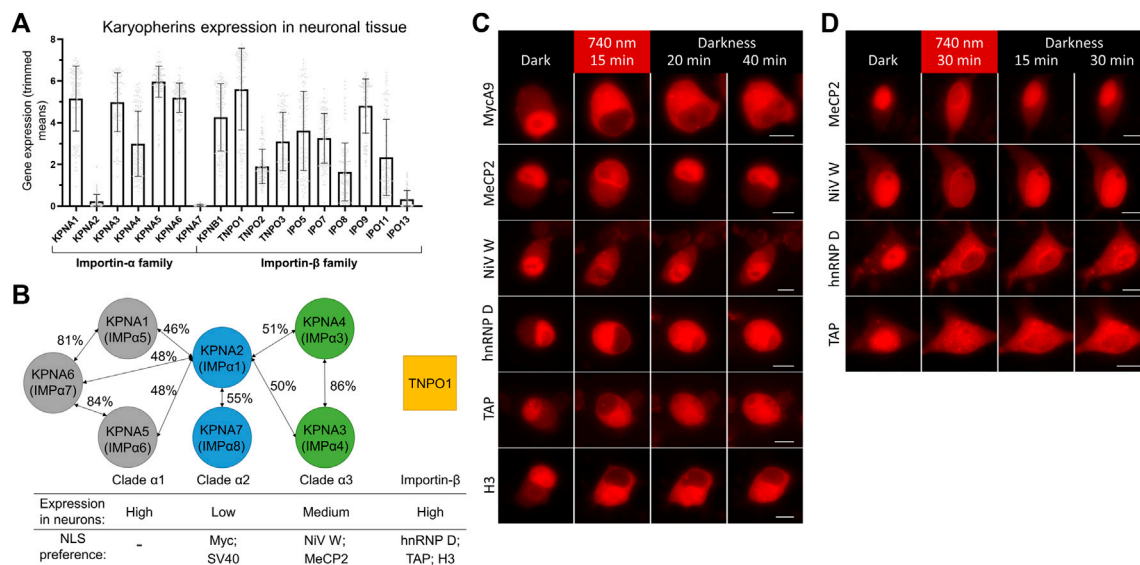 A
Karyopherins expression in neuronal tissue
Gene expression (trimmed
means)
8
6
4
2
0
KPNA1
KPNA2
KPNA3
KPNA4
KPNA5
KPNA6
KPNA7
KPNB1
TNPO1
TNPO2
TNPO3
IPO5
IPO7
IPO8
IPO9
IPO11
IPO13
Importin-α family
Importin-β family
B
KPNA1
(IMPα5)
KPNA6
(IMPα7)
KPNA5
(IMPα6)
KPNA2
(IMPα1)
KPNA7
(IMPα8)
KPNA4
(IMPα3)
KPNA3
(IMPα4)
TNPO1
81%
46%
48%
48%
84%
55%
51%
50%
86%
Clade α1 Clade α2 Clade α3 Importin-β
Expression
in neurons: High Low Medium High
NLS
preference: - Myc;
SV40 NiV W;
MeCP2 hnRNP D;
TAP; H3
C
Dark
740 nm
15 min
Darkness
20 min 40 min
MycA9
MeCP2
NiV W
hnRNP D
TAP
H3
D
Dark
740 nm
30 min
Darkness
15 min 30 min
MeCP2
NiV W
hnRNP D
TAP